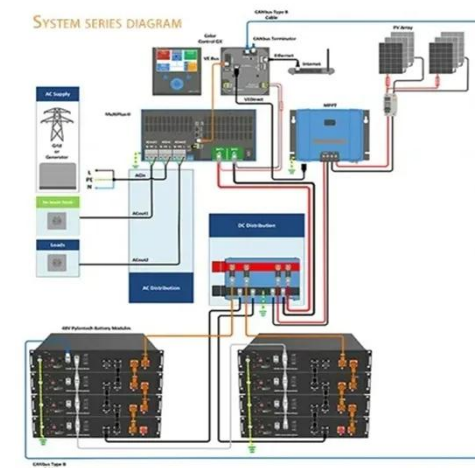 SYSTEM SERIES DIAGRAM
CANbus Type B
Cable
Color
Control GX
CANbus Terminator
PV Array
VE Bus
Ethernet
Internet
AC Supply
VE Direct
MultiPlus-II
MPPT
Grid
or
Generator
L
PE
N
ACin
ACout1
Loads
DC Distribution
ACout2
AC Distribution
48V Pylontech Battery Modules
CANbus Type B